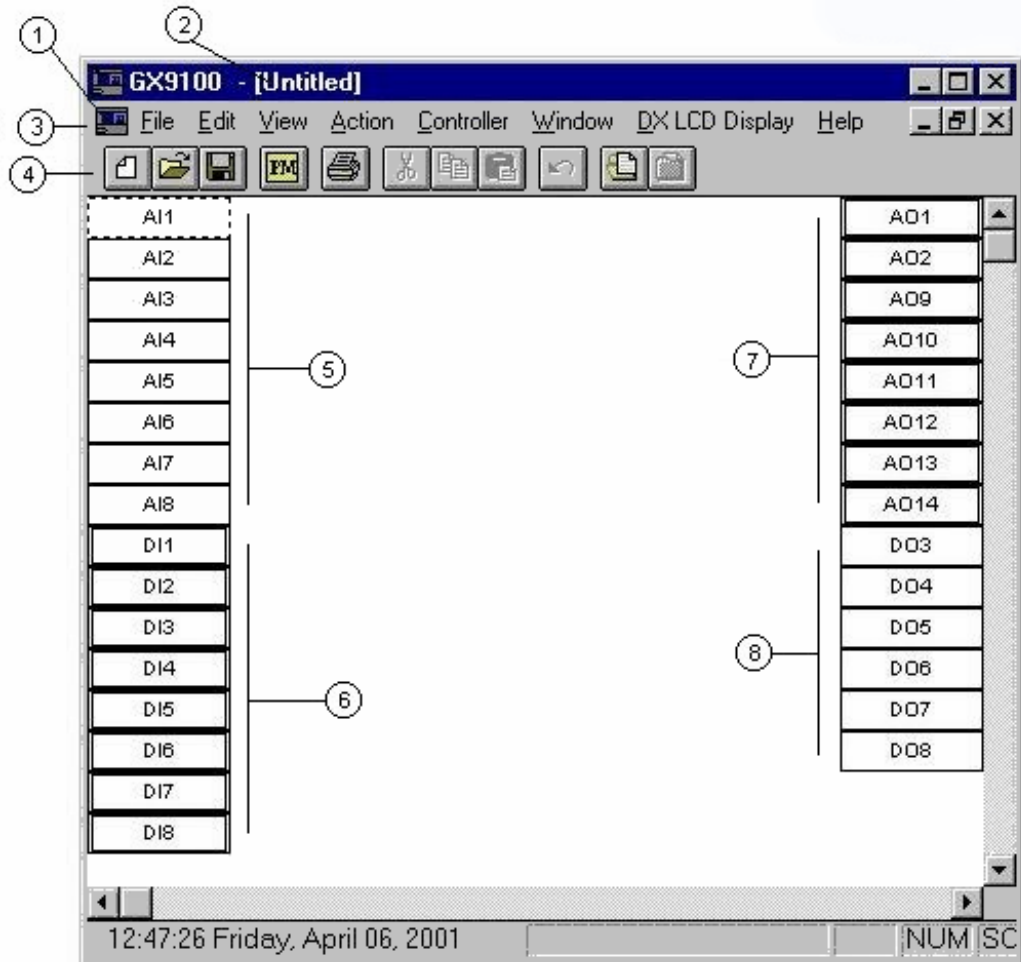 1
2
GX9100 - [Untitled]
3
File Edit View Action Controller Window DX LCD Display Help
4
FM
AI1
AI2
AI3
AI4
AI5
AI6
AI7
AI8
DI1
DI2
DI3
DI4
DI5
DI6
DI7
DI8
5
6
7
8
AO1
AO2
AO9
AO10
AO11
AO12
AO13
AO14
DO3
DO4
DO5
DO6
DO7
DO8
12:47:26 Friday, April 06, 2001
NUM SC